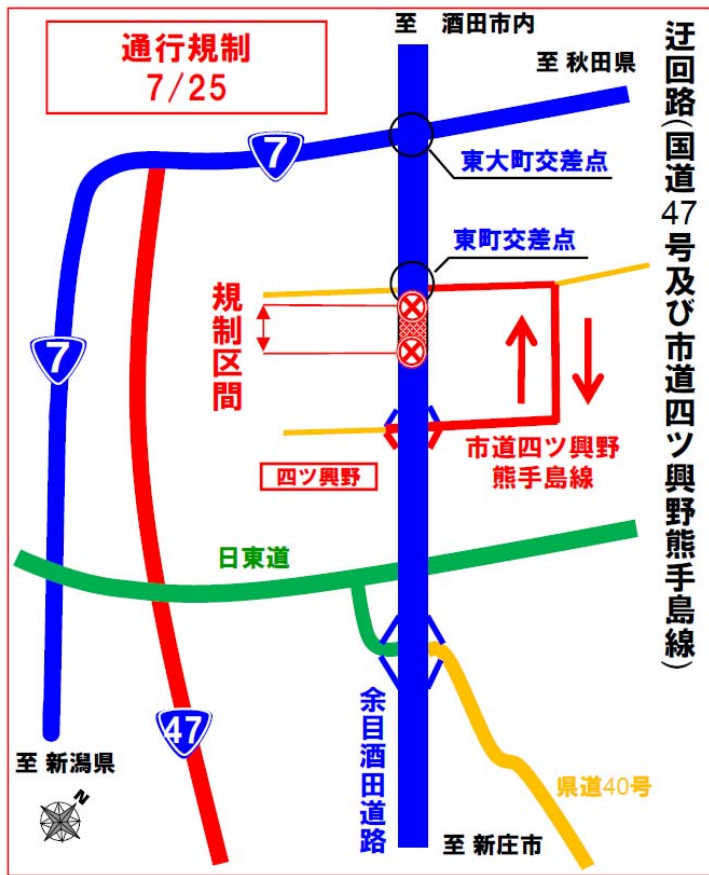 通行規制
7/25
至 酒田市内
至 秋田県
迂回路(国道47号及び市道四ツ興野熊手島線)
7
東大町交差点
東町交差点
規制区間
7
市道四ツ興野
熊手島線
四ツ興野
日東道
47
余目酒田道路
至 新潟県
N
県道40号
至 新庄市